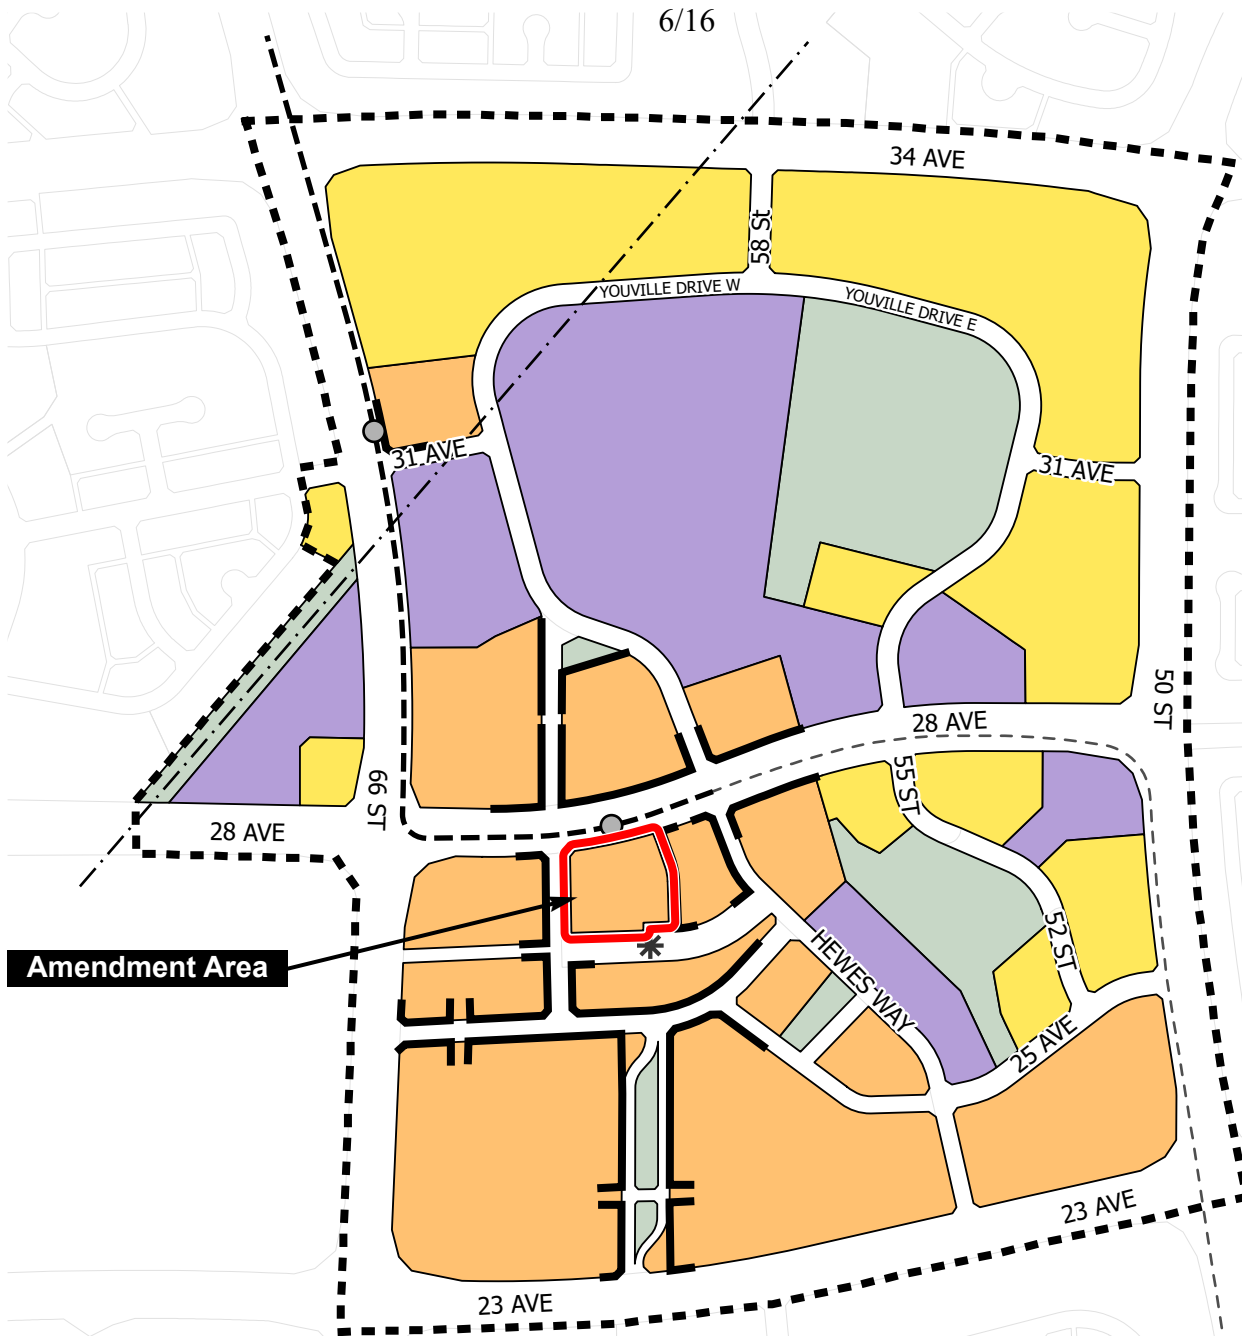 6/16
34 AVE
58 St
YOUVILLE DRIVE W
YOUVILLE DRIVE E
31 AVE
31 AVE
50 ST
28 AVE
55 ST
66 ST
28 AVE
52 ST
HEWES WAY
Amendment Area
25 AVE
23 AVE
23 AVE